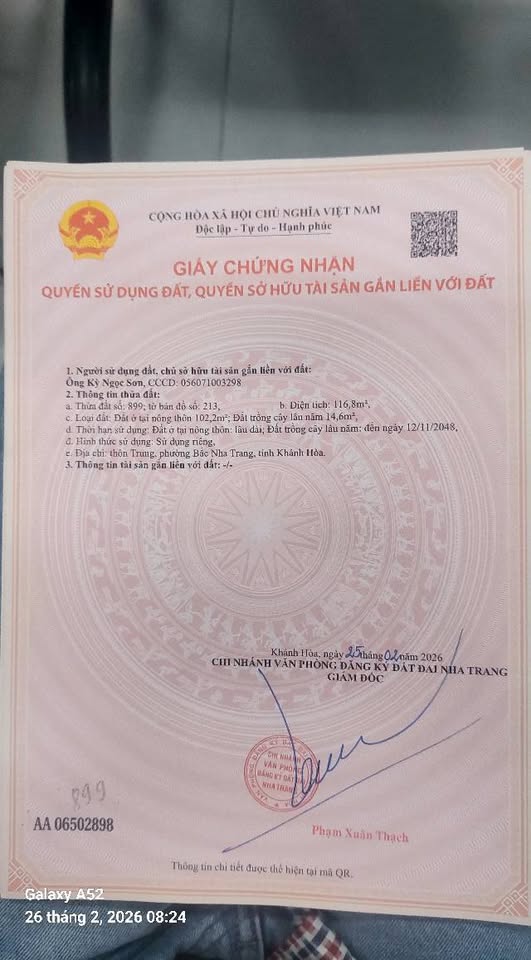 CỘNG HÒA XÃ HỘI CHỦ NGHĨA VIỆT NAM
Độc lập - Tự do - Hạnh phúc
GIẤY CHỨNG NHẬN
QUYỀN SỬ DỤNG ĐẤT, QUYỀN SỞ HỮU TÀI SẢN GẮN LIỀN VỚI ĐẤT
1. Người sử dụng đất, chủ sở hữu tài sản gắn liền với đất:
Ông Kỳ Ngọc Sơn, CCCD: 056071003298
2. Thông tin thửa đất:
a. Thửa đất số: 899; tờ bản đồ số: 213, b. Diện tích: 116,8m²,
c. Loại đất: Đất ở tại nông thôn 102,2m²; Đất trồng cây lâu năm 14,6m²,
d. Thời hạn sử dụng: Đất ở tại nông thôn: lâu dài; Đất trồng cây lâu năm: đến ngày 12/11/2048,
đ. Hình thức sử dụng: Sử dụng riêng,
e. Địa chỉ: thôn Trung, phường Bắc Nha Trang, tỉnh Khánh Hòa.
3. Thông tin tài sản gắn liền với đất: -/-
Khánh Hòa, ngày 25 tháng 02 năm 2026
CHI NHÁNH VĂN PHÒNG ĐĂNG KÝ ĐẤT ĐAI NHA TRANG
GIÁM ĐỐC
CHI NHÁNH
VĂN PHÒNG
ĐĂNG KÝ ĐẤT
NHA TRANG
899
AA 06502898
Phạm Xuân Thạch
Thông tin chi tiết được thể hiện tại mã QR.
Galaxy A52
26 tháng 2, 2026 08:24